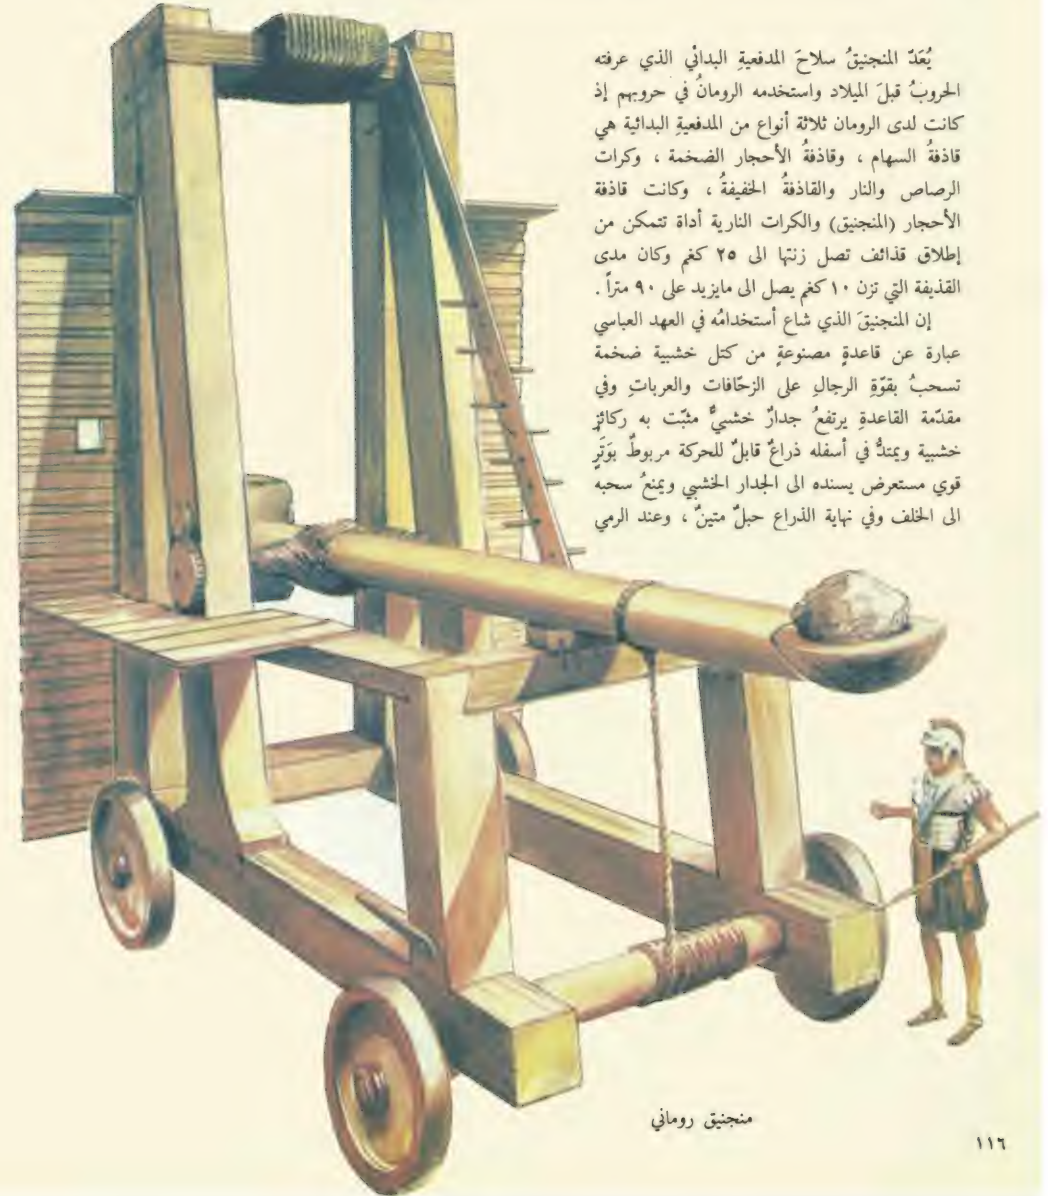 يُعَدّ المنجنيقُ سلاحَ المدفعيةِ البدائي الذي عرفته
الحروبُ قبلَ الميلاد واستخدمه الرومانُ في حروبهم إذ
كانت لدى الرومان ثلاثة أنواع من المدفعيةِ البدائية هي
قاذفةُ السهام ، وقاذفةُ الأحجار الضخمة ، وكرات
الرصاص والنار والقاذفةُ الخفيفةُ ، وكانت قاذفة
الأحجار (المنجنيق) والكرات النارية أداة تتمكن من
إطلاق قذائف تصل زنتها الى ٢٥ كغم وكان مدى
القذيفة التي تزن ١٠ كغم يصل الى مايزيد على ٩٠ متراً .
إن المنجنيقَ الذي شاع أستخدامُه في العهد العباسي
عبارة عن قاعدةٍ مصنوعةٍ من كتل خشبية ضخمة
تسحبُ بقوّةِ الرجالِ على الزحّافات والعرباتِ وفي
مقدّمة القاعدةِ يرتفعُ جدارٌ خشبيٌّ مثبّت به ركائزُ
خشبية ويمتدُّ في أسفله ذراعٌ قابلٌ للحركة مربوطٌ بوَتَرٍ
قوي مستعرض يسنده الى الجدار الخشبي ويمنعُ سحبه
الى الخلف وفي نهاية الذراع حبلٌ متينٌ ، وعند الرمي
منجنيق روماني
١١٦